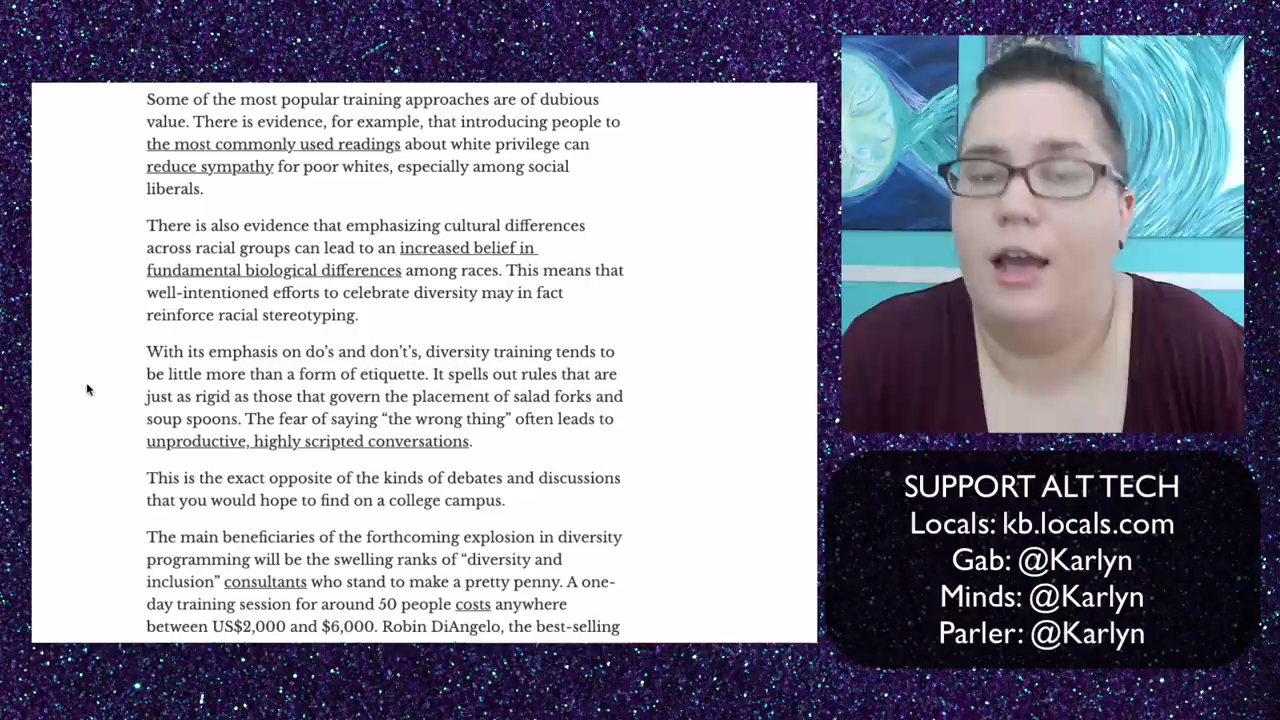 Some of the most popular training approaches are of dubious
value. There is evidence, for example, that introducing people to
the most commonly used readings about white privilege can
reduce sympathy for poor whites, especially among social
liberals.
There is also evidence that emphasizing cultural differences
across racial groups can lead to an increased belief in
fundamental biological differences among races. This means that
well-intentioned efforts to celebrate diversity may in fact
reinforce racial stereotyping.
With its emphasis on do’s and don’t’s, diversity training tends to
be little more than a form of etiquette. It spells out rules that are
just as rigid as those that govern the placement of salad forks and
soup spoons. The fear of saying “the wrong thing” often leads to
unproductive, highly scripted conversations.
This is the exact opposite of the kinds of debates and discussions
that you would hope to find on a college campus.
The main beneficiaries of the forthcoming explosion in diversity
programming will be the swelling ranks of “diversity and
inclusion” consultants who stand to make a pretty penny. A one-
day training session for around 50 people costs anywhere
between US$2,000 and $6,000. Robin DiAngelo, the best-selling
SUPPORT ALT TECH
Locals: kb.locals.com
Gab: @Karlyn
Minds: @Karlyn
Parler: @Karlyn